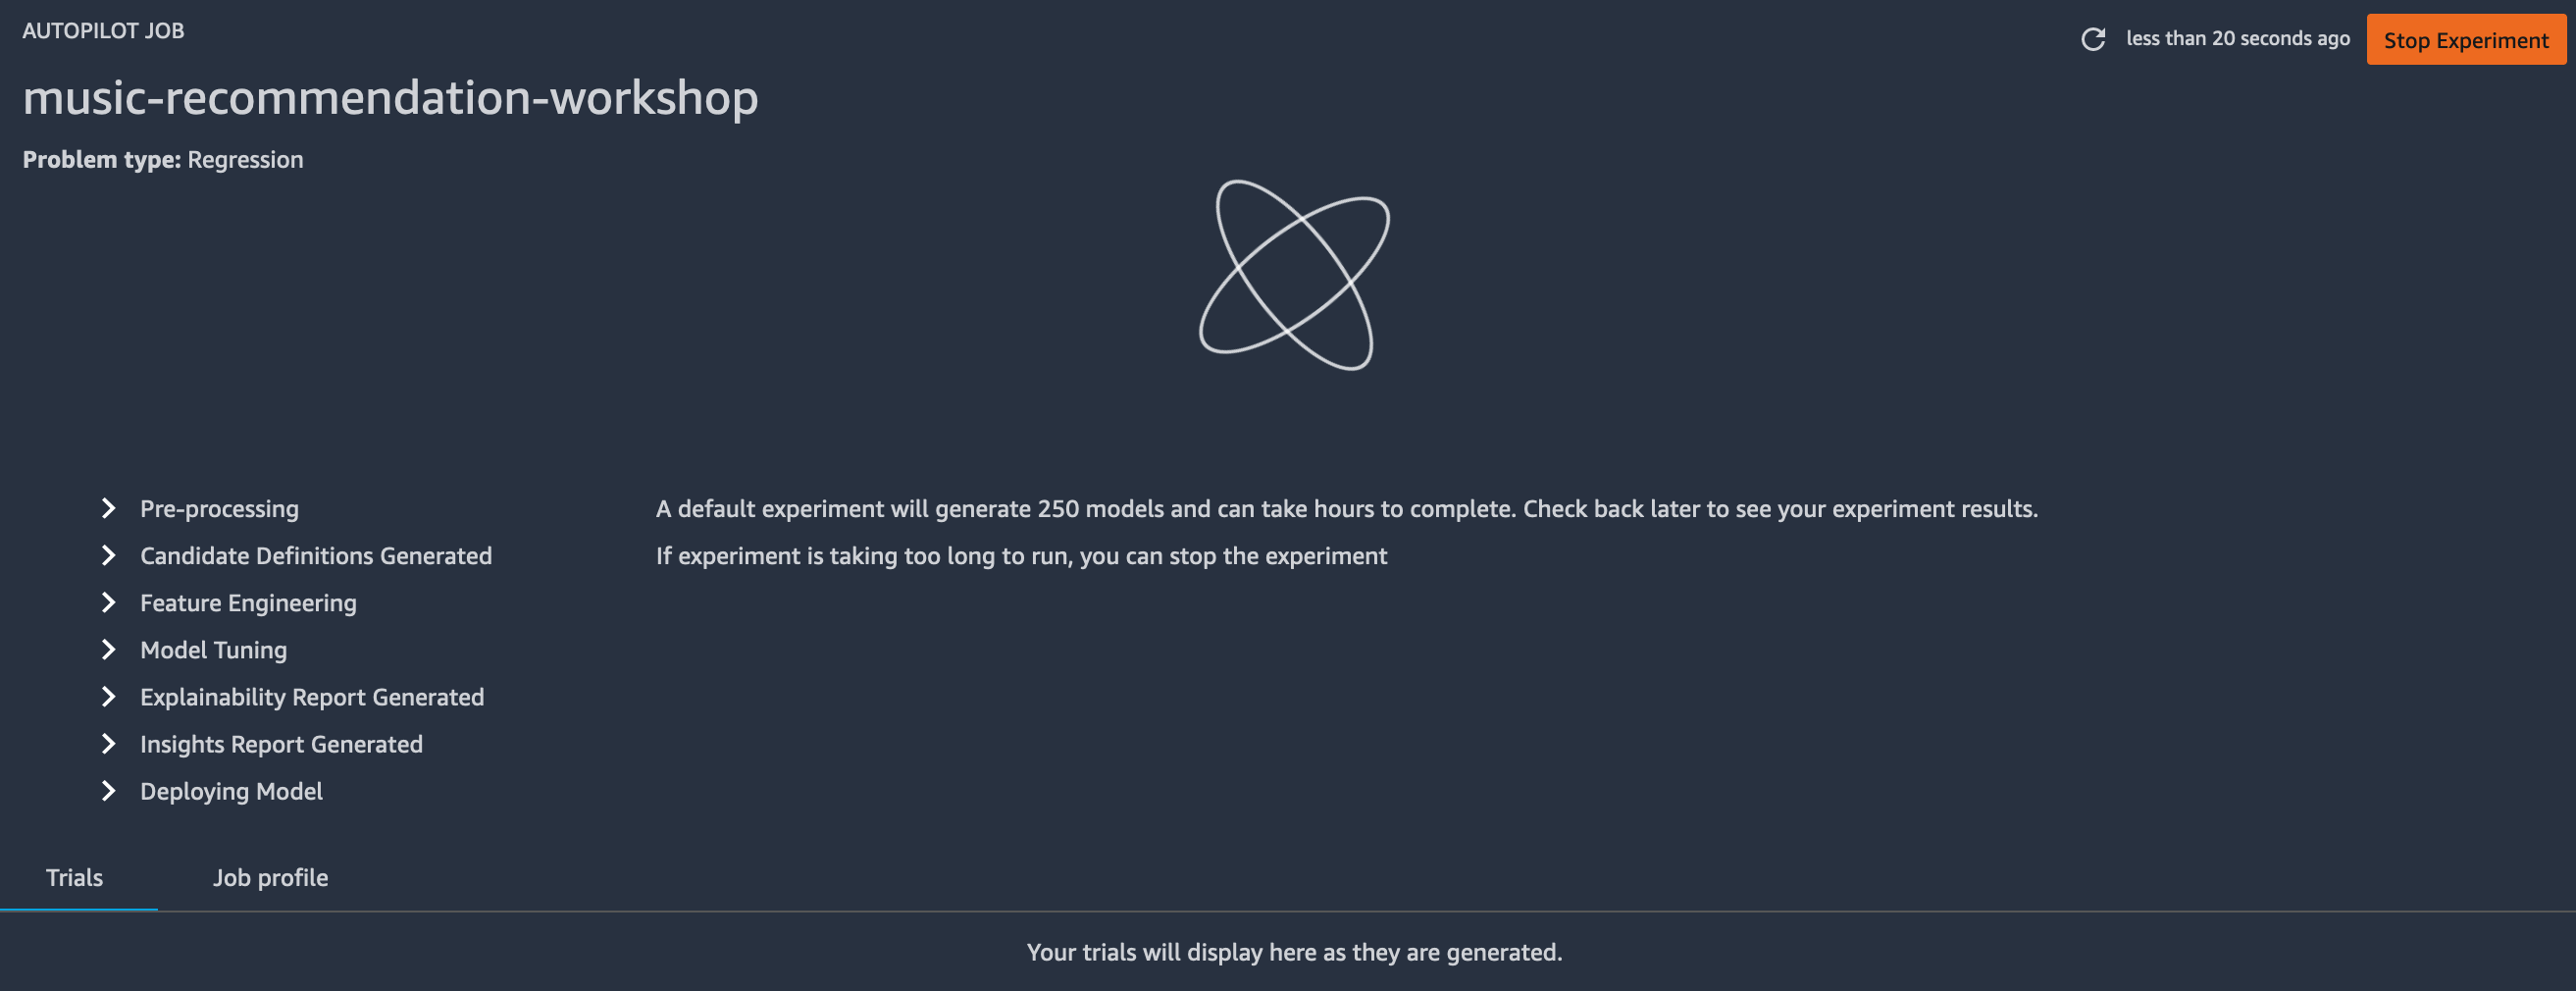 AUTOPILOT JOB
less than 20 seconds ago
Stop Experiment
music-recommendation-workshop
Problem type: Regression
Pre-processing
Candidate Definitions Generated
Feature Engineering
Model Tuning
Explainability Report Generated
Insights Report Generated
Deploying Model
A default experiment will generate 250 models and can take hours to complete. Check back later to see your experiment results.
If experiment is taking too long to run, you can stop the experiment
Trials
Job profile
Your trials will display here as they are generated.